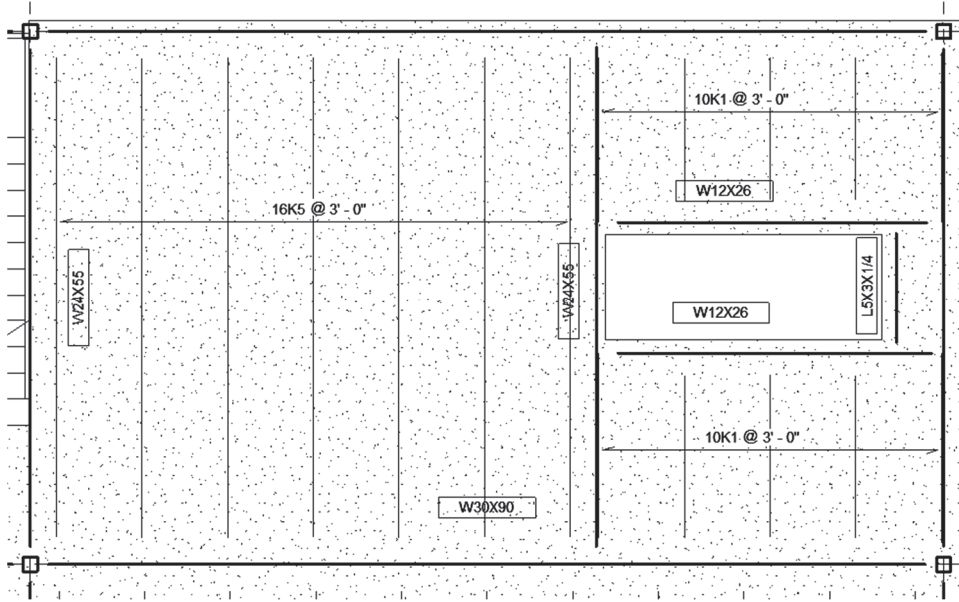 10K1 @ 3' - 0"
W12X26
16K5 @ 3' - 0"
W24X55
W24X55
L5X3X1/4
W12X26
10K1 @ 3' - 0"
W30X90